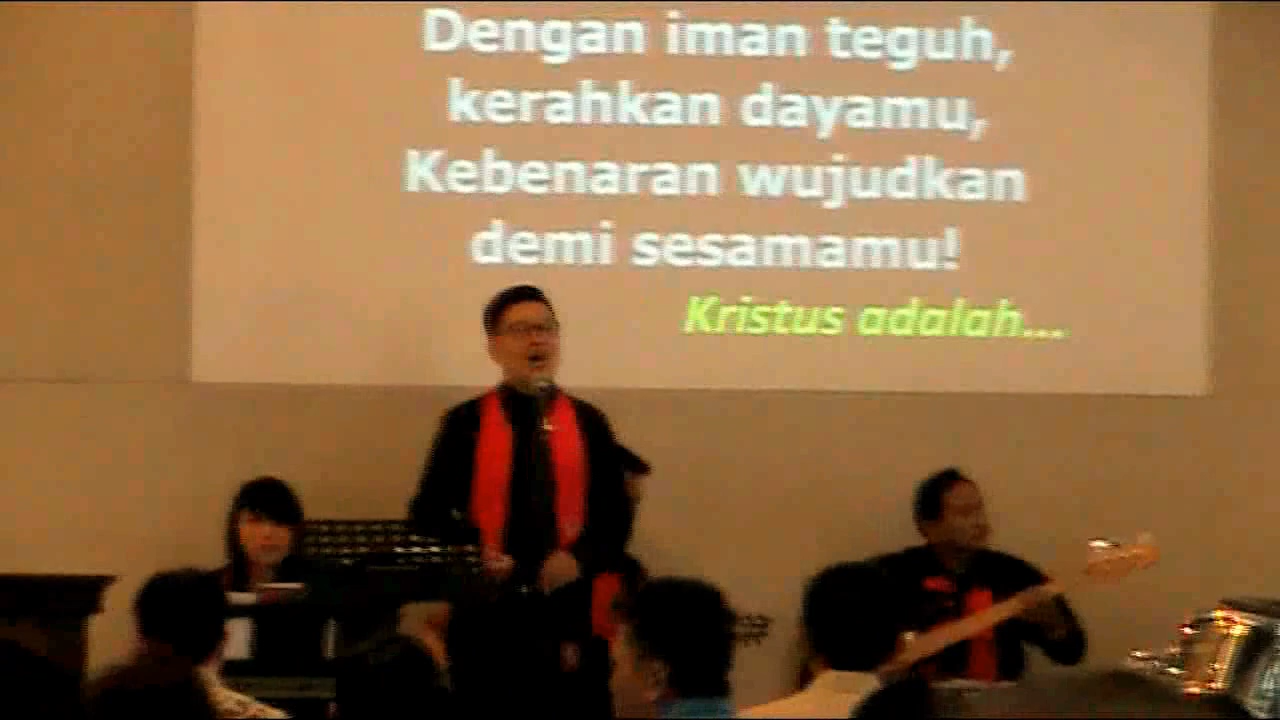 Dengan iman teguh,
kerahkan dayamu,
Kebenaran wujudkan
demi sesamamu!
Kristus adalah...